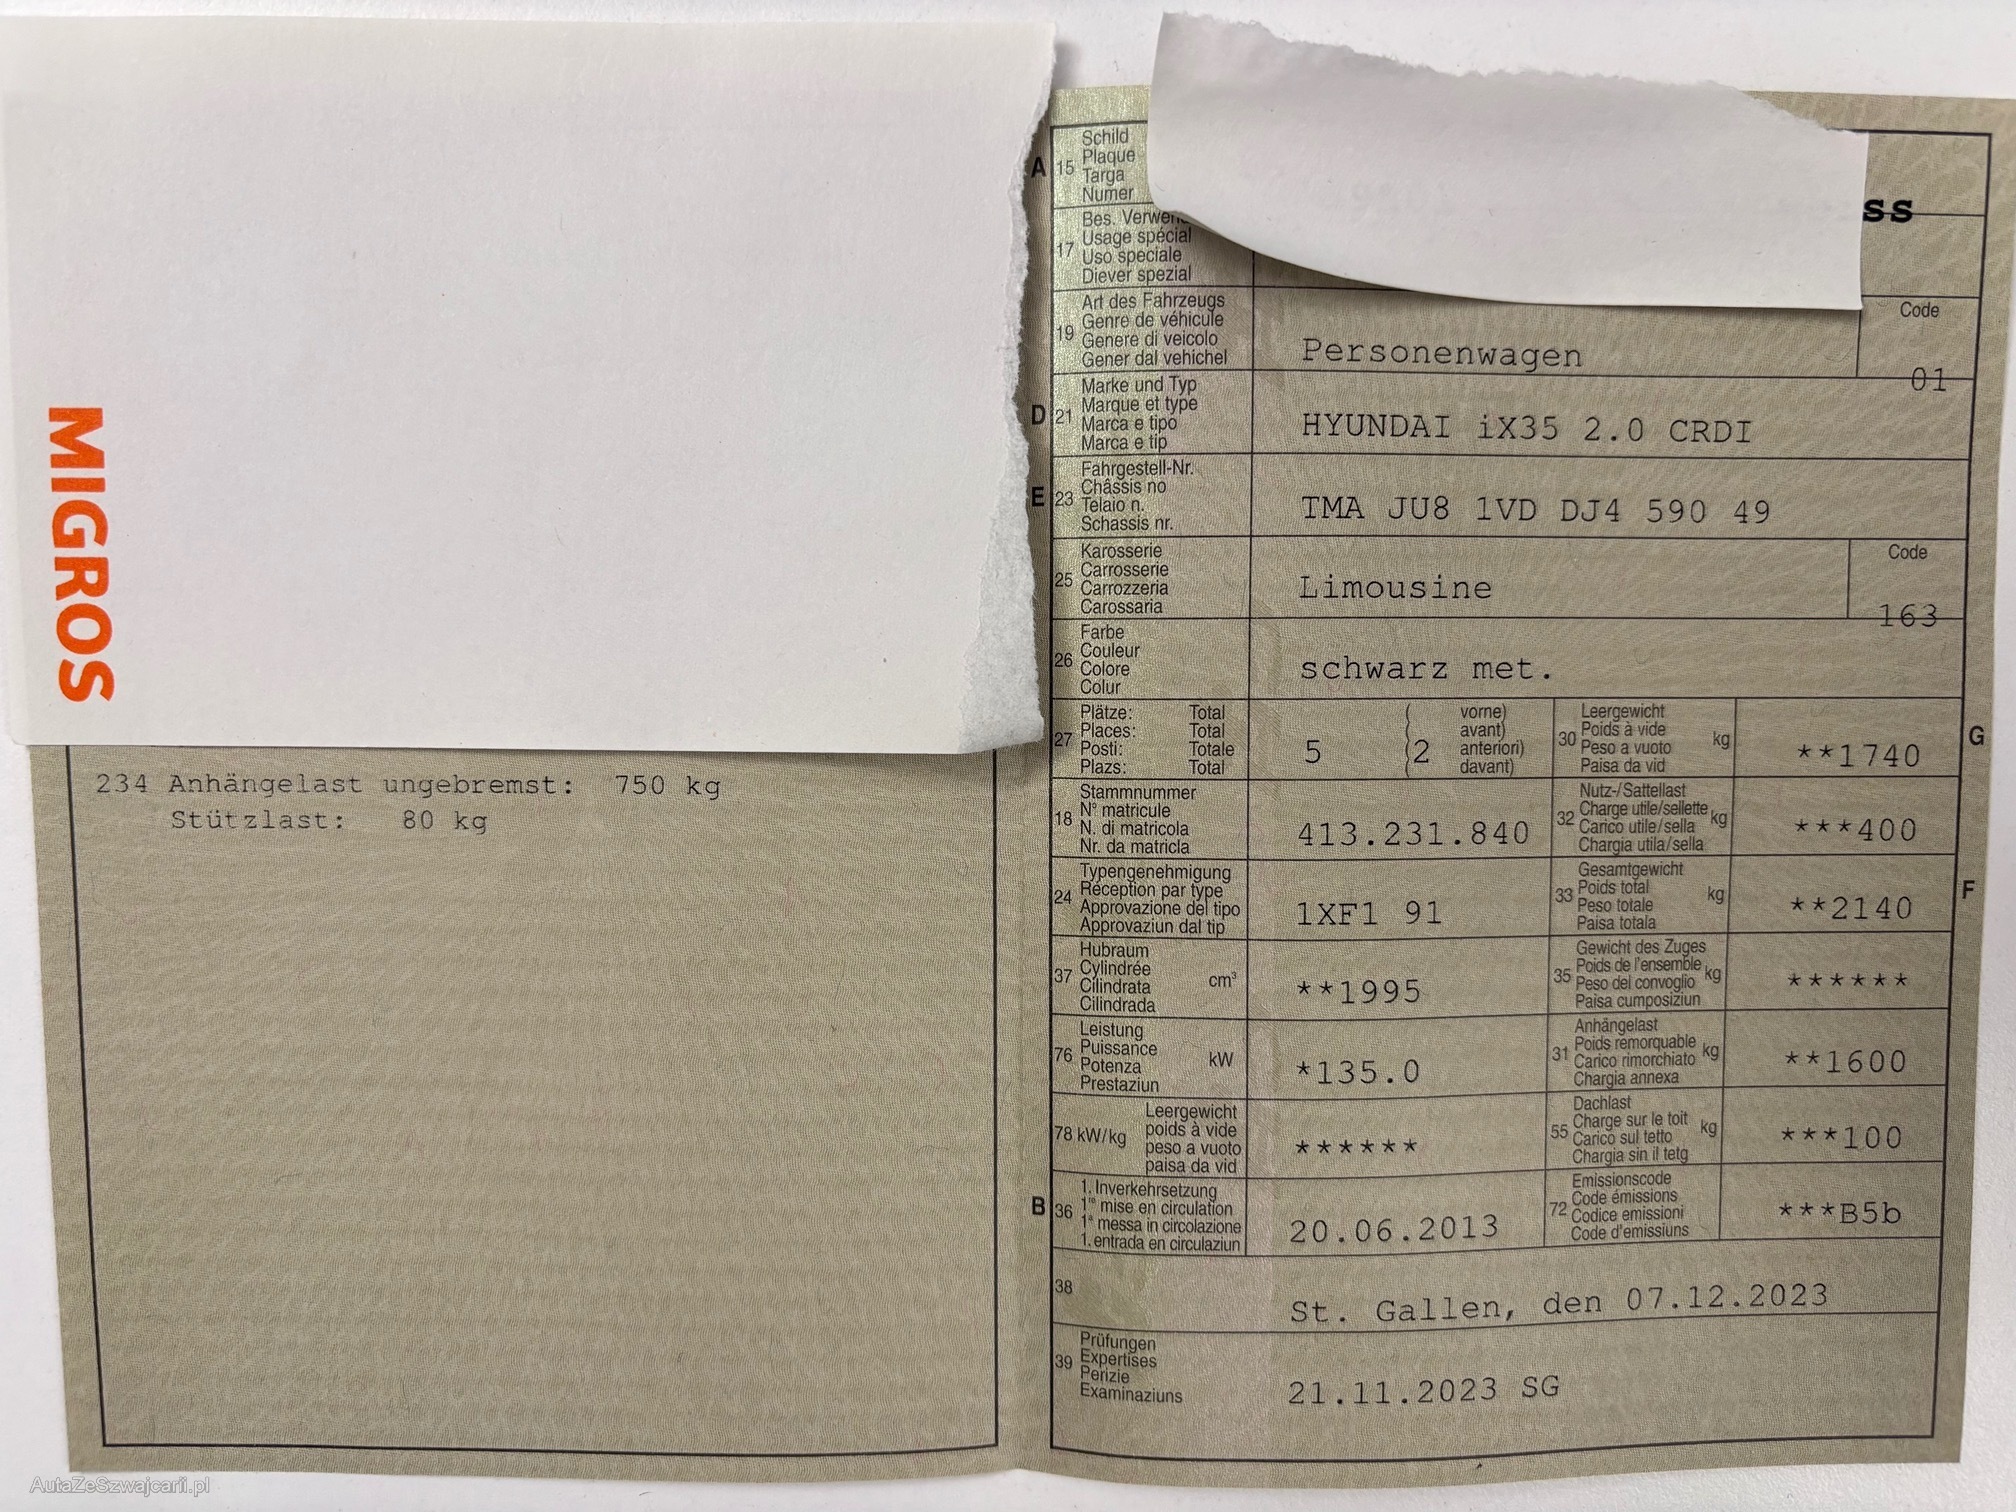 MIGROS
234 Anhängelast ungebremst: 750 kg
Stützlast: 80 kg
A
15
Schild
Plaque
Targa
Numer
ss
17
Usage spécial
Uso speciale
Diever spezial
19
Art des Fahrzeugs
Genre de véhicule
Genere di veicolo
Gener dal vehichel
Personenwagen
Code
01
D
21
Marke und Typ
Marque et type
Marca e tipo
Marca e tip
HYUNDAI iX35 2.0 CRDI
E
23
Fahrgestell-Nr.
Châssis no
Telaio n.
Schassis nr.
TMA JU8 1VD DJ4 590 49
25
Karosserie
Carrosserie
Carrozzeria
Carossaria
Limousine
Code
163
26
Farbe
Couleur
Colore
Colur
schwarz met.
27
Plätze: Total
Places: Total
Posti: Totale
Plazs: Total
5 (2
vorne)
avant)
anteriori)
davant)
30
Leergewicht
Poids à vide
Peso a vuoto
Paisa da vid
kg
**1740
G
18
Stammnummer
N° matricule
N. di matricola
Nr. da matricla
413.231.840
32
Nutz-/Sattellast
Charge utile/sellette
Carico utile/sella
Chargia utila/sella
kg
***400
24
Typengenehmigung
Réception par type
Approvazione del tipo
Approvaziun dal tip
1XF1 91
33
Gesamtgewicht
Poids total
Peso totale
Paisa totala
kg
**2140
F
37
Hubraum
Cylindrée
Cilindrata
Cilindrada
cm³
**1995
35
Gewicht des Zuges
Poids de l'ensemble
Peso del convoglio
Paisa cumposiziun
kg
******
76
Leistung
Puissance
Potenza
Prestaziun
kW
*135.0
31
Anhängelast
Poids remorquable
Carico rimorchiato
Chargia annexa
kg
**1600
78 kW/kg
Leergewicht
poids à vide
peso a vuoto
paisa da vid
******
55
Dachlast
Charge sur le toit
Carico sul tetto
Chargia sin il tetg
kg
***100
B
36
1. Inverkehrsetzung
1re mise en circulation
1a messa in circolazione
1. entrada en circulaziun
20.06.2013
72
Emissionscode
Code émissions
Codice emissioni
Code d'emissiuns
***B5b
38
St. Gallen, den 07.12.2023
39
Prüfungen
Expertises
Perizie
Examinaziuns
21.11.2023 SG
AutaZeSzwajcarii.pl